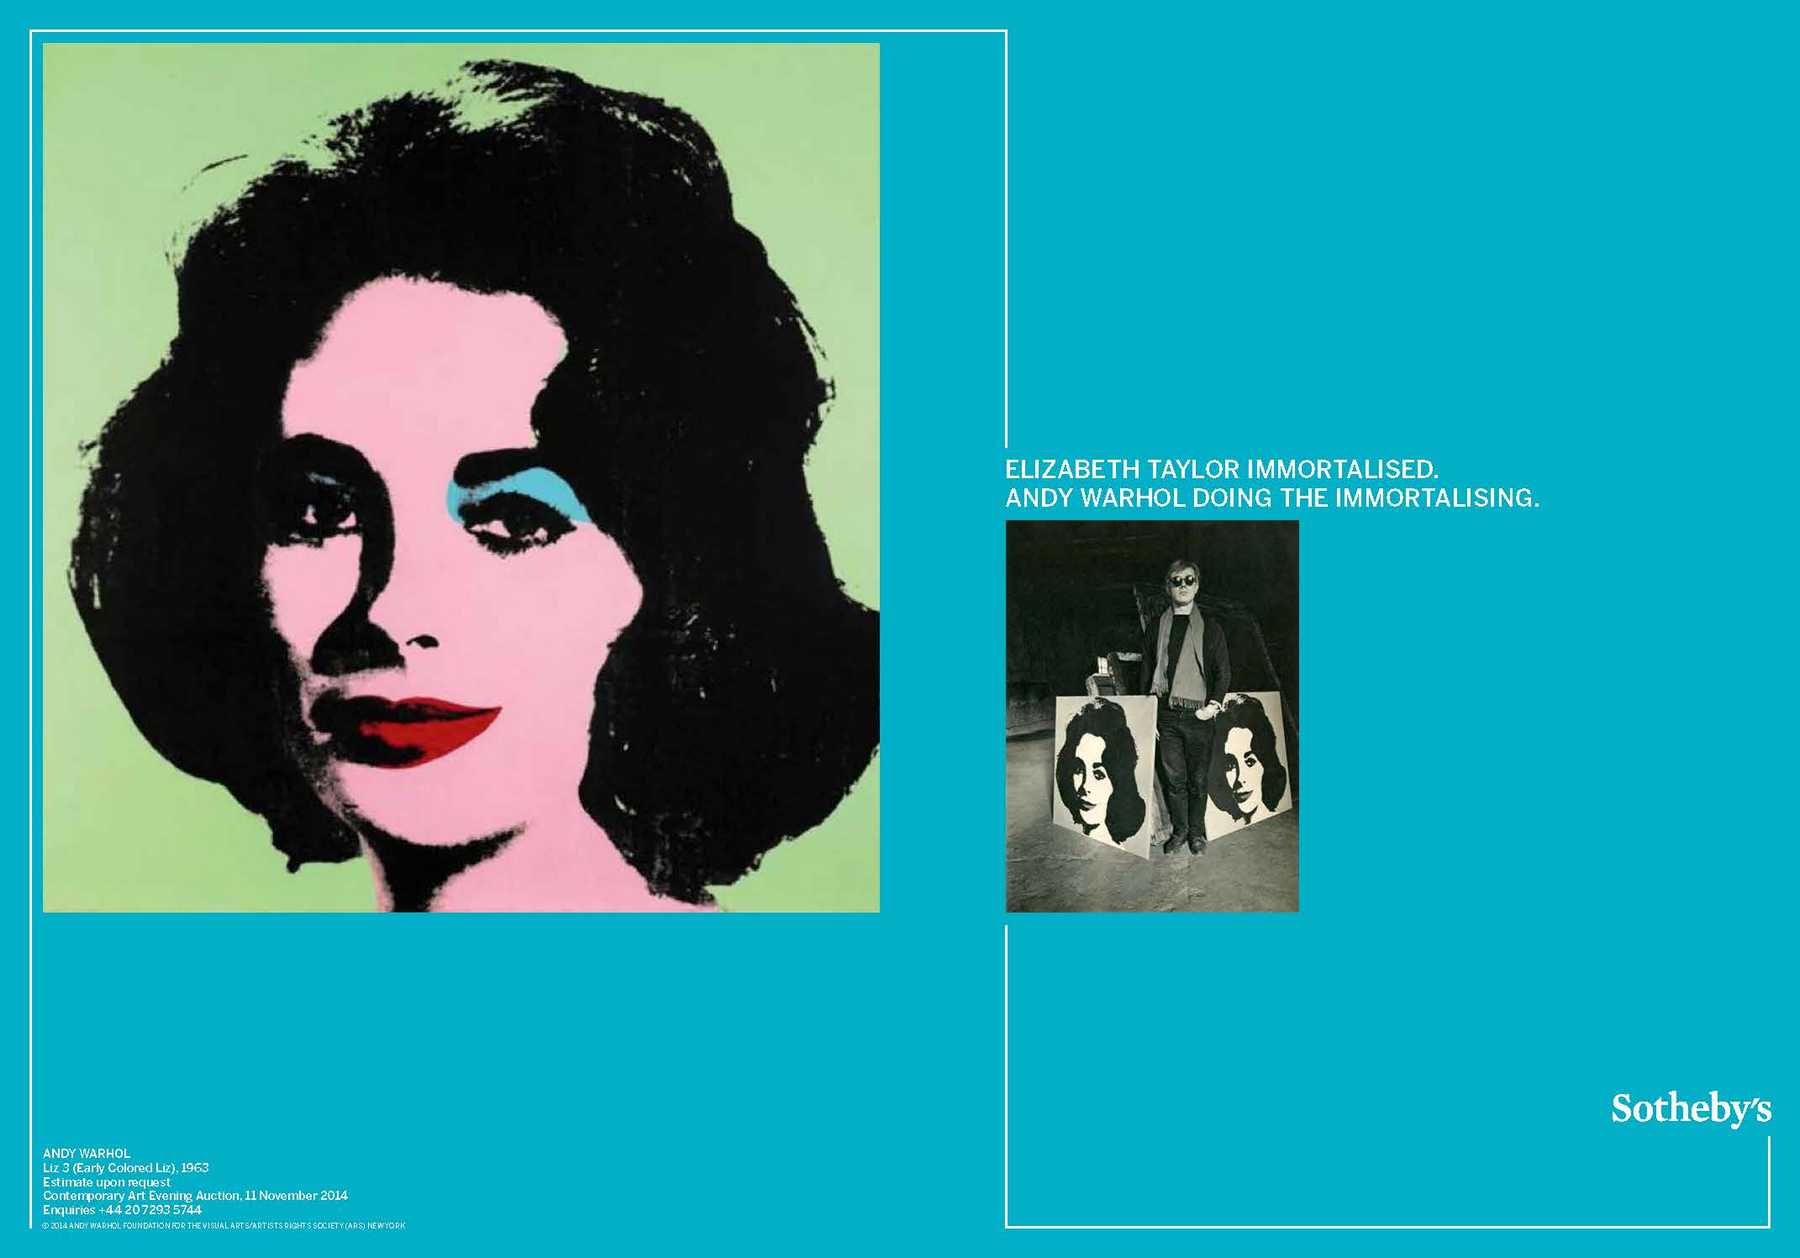 ELIZABETH TAYLOR IMMORTALISED.
ANDY WARHOL DOING THE IMMORTALISING.
Sotheby's
ANDY WARHOL
Liz 3 (Early Colored Liz), 1963
Estimate upon request
Contemporary Art Evening Auction, 11 November 2014
Enquiries +44 20 7293 5744
© 2014 ANDY WARHOL FOUNDATION FOR THE VISUAL ARTS/ARTISTS RIGHTS SOCIETY (ARS) NEW YORK